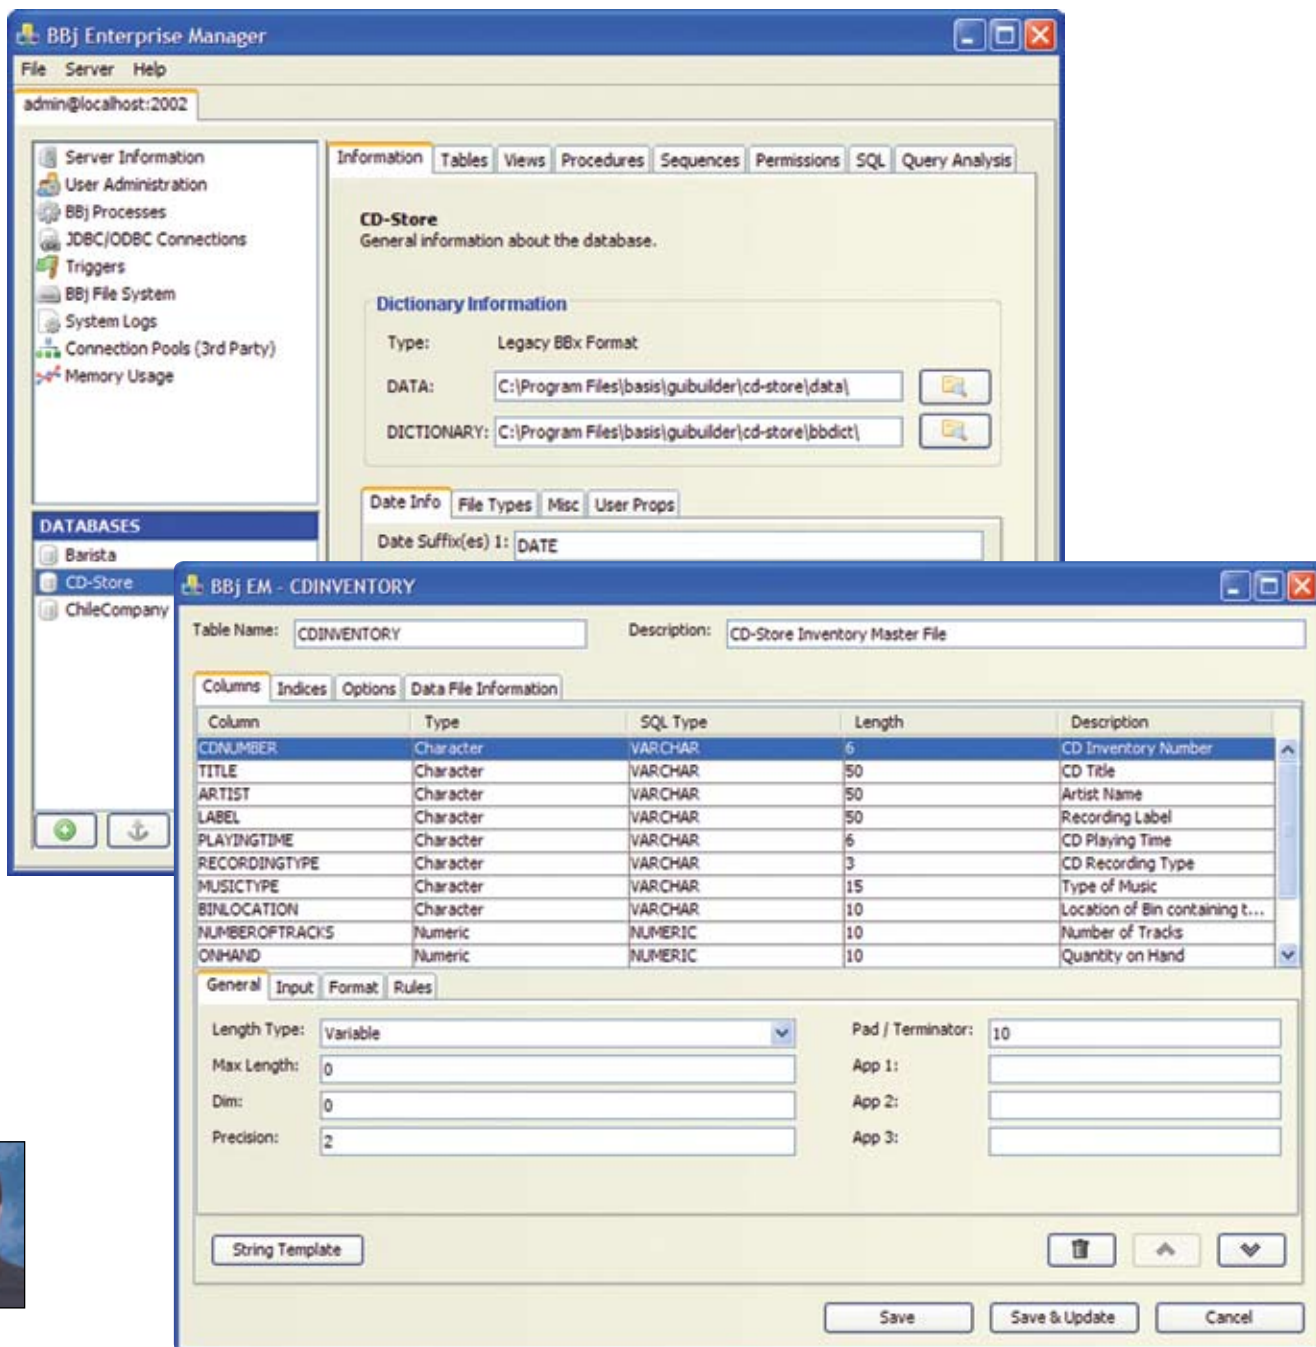 BBj Enterprise Manager
File Server Help
admin@localhost:2002
Server Information
User Administration
BBj Processes
JDBC/ODBC Connections
Triggers
BBj File System
System Logs
Connection Pools (3rd Party)
Memory Usage
DATABASES
Barista
CD-Store
ChileCompany
Information Tables Views Procedures Sequences Permissions SQL Query Analysis
CD-Store
General information about the database.
Dictionary Information
Type: Legacy BBx Format
DATA: C:\Program Files\basis\guibuilder\cd-store\data\
DICTIONARY: C:\Program Files\basis\guibuilder\cd-store\bbdict\
Date Info File Types Misc User Props
Date Suffix(es) 1: DATE
BBj EM - CDINVENTORY
Table Name: CDINVENTORY Description: CD-Store Inventory Master File
Columns Indices Options Data File Information
Column Type SQL Type Length Description
CDNUMBER Character VARCHAR 6 CD Inventory Number
TITLE Character VARCHAR 50 CD Title
ARTIST Character VARCHAR 50 Artist Name
LABEL Character VARCHAR 50 Recording Label
PLAYINGTIME Character VARCHAR 6 CD Playing Time
RECORDINGTYPE Character VARCHAR 3 CD Recording Type
MUSICTYPE Character VARCHAR 15 Type of Music
BINLOCATION Character VARCHAR 10 Location of Bin containing t...
NUMBEROFTRACKS Numeric NUMERIC 10 Number of Tracks
ONHAND Numeric NUMERIC 10 Quantity on Hand
General Input Format Rules
Length Type: Variable Pad / Terminator: 10
Max Length: 0 App 1:
Dim: 0 App 2:
Precision: 2 App 3:
String Template
Save Save & Update Cancel